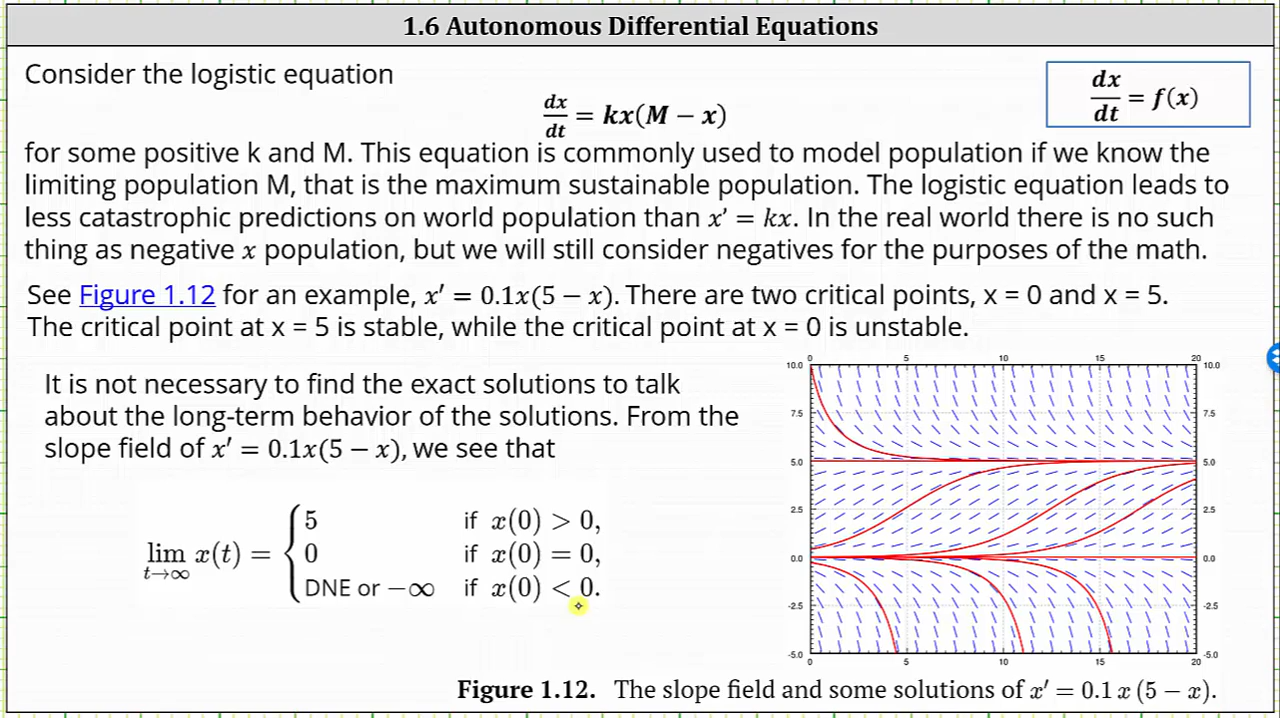 1.6 Autonomous Differential Equations
Consider the logistic equation
dx/dt = f(x)
dx/dt = kx(M − x)
for some positive k and M. This equation is commonly used to model population if we know the
limiting population M, that is the maximum sustainable population. The logistic equation leads to
less catastrophic predictions on world population than x′ = kx. In the real world there is no such
thing as negative x population, but we will still consider negatives for the purposes of the math.
See Figure 1.12 for an example, x′ = 0.1x(5 − x). There are two critical points, x = 0 and x = 5.
The critical point at x = 5 is stable, while the critical point at x = 0 is unstable.
It is not necessary to find the exact solutions to talk
about the long-term behavior of the solutions. From the
slope field of x′ = 0.1x(5 − x), we see that
lim t→∞ x(t) = { 5 if x(0) > 0,
0 if x(0) = 0,
DNE or −∞ if x(0) < 0.
0 5 10 15 20
10.0 10.0
7.5 7.5
5.0 5.0
2.5 2.5
0.0 0.0
-2.5 -2.5
-5.0 -5.0
0 5 10 15 20
Figure 1.12. The slope field and some solutions of x′ = 0.1 x (5 − x).